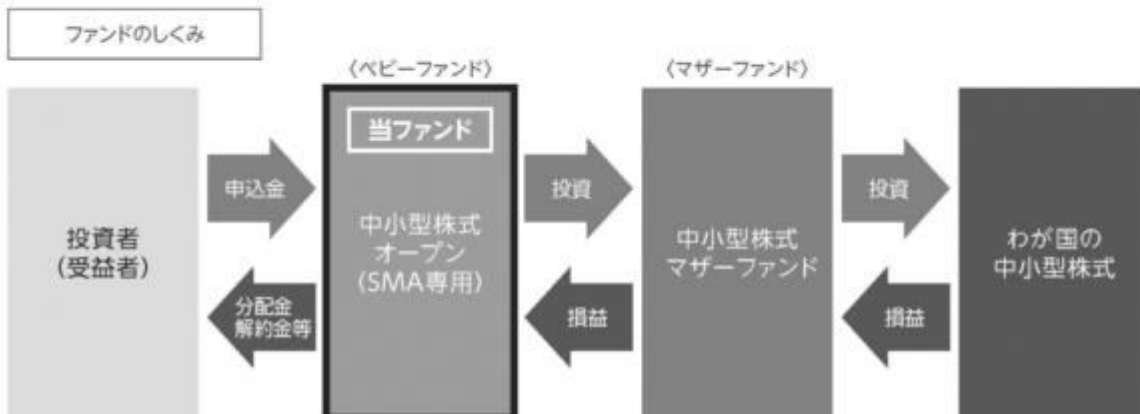 ファンドのしくみ
〈ベビーファンド〉
〈マザーファンド〉
投資者
(受益者)
申込金
分配金
解約金等
当ファンド
中小型株式
オープン
(SMA専用)
投資
損益
中小型株式
マザーファンド
投資
損益
わが国の
中小型株式